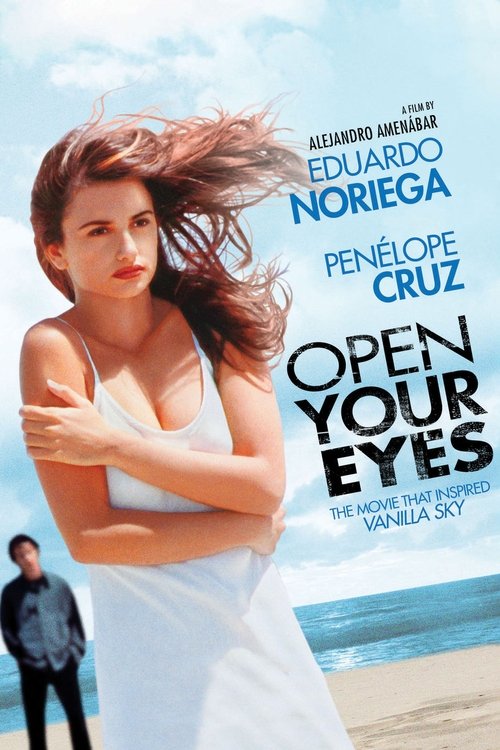 A FILM BY
ALEJANDRO AMENÁBAR
EDUARDO
NORIEGA
PENÉLOPE
CRUZ
OPEN
YOUR
EYES
THE MOVIE THAT INSPIRED
VANILLA SKY